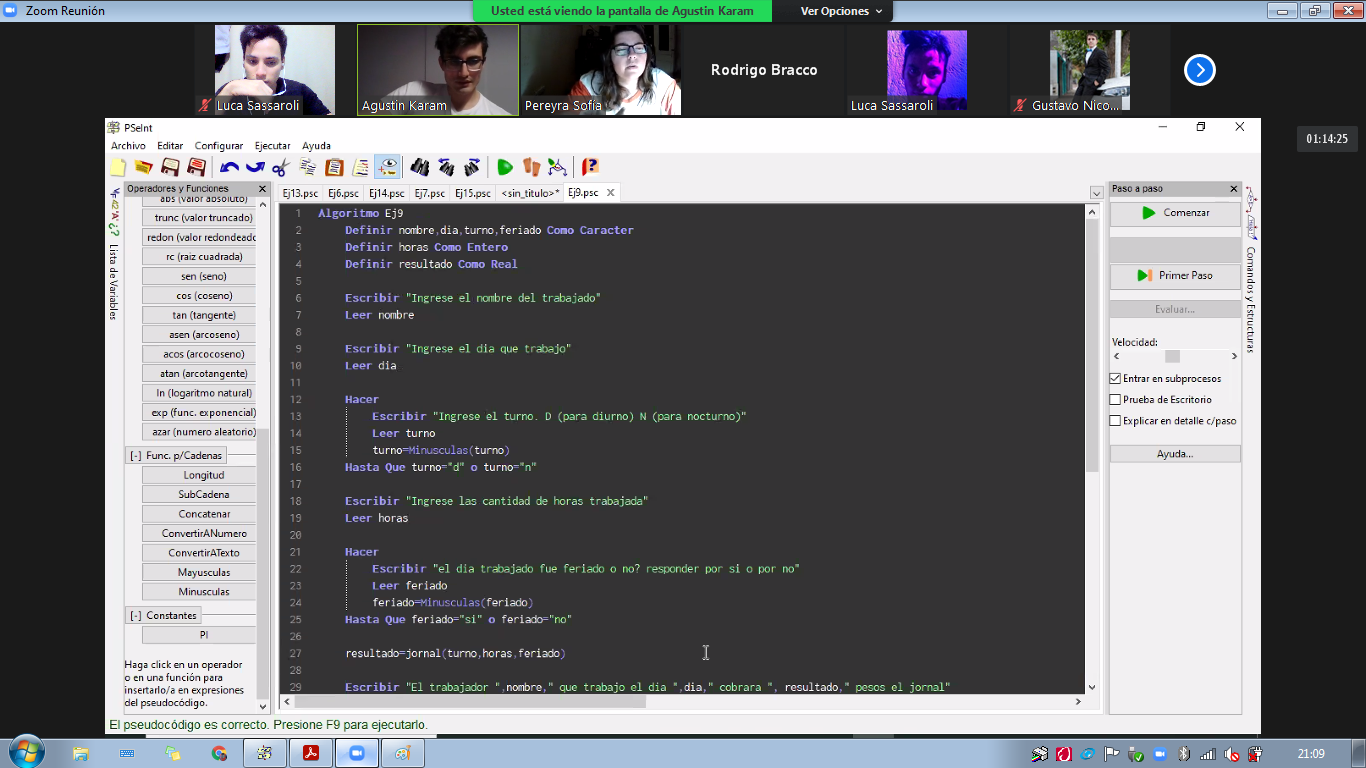 Zoom Reunión
Usted está viendo la pantalla de Agustin Karam
Ver Opciones
Luca Sassaroli
Agustin Karam
Pereyra Sofia
Rodrigo Bracco
Luca Sassaroli
Gustavo Nico...
01:14:25
PSeInt
Archivo Editar Configurar Ejecutar Ayuda
Operadores y Funciones
abs (valor absoluto)
trunc (valor truncado)
redon (valor redondeado
rc (raiz cuadrada)
sen (seno)
cos (coseno)
tan (tangente)
asen (arcoseno)
acos (arcocoseno)
atan (arcotangente)
ln (logaritmo natural)
exp (func. exponencial)
azar (numero aleatorio)
[-] Func. p/Cadenas
Longitud
SubCadena
Concatenar
ConvertirANumero
ConvertirATexto
Mayusculas
Minusculas
[-] Constantes
PI
Haga click en un operador
o en una función para
insertarlo/a en expresiones
del pseudocódigo.
Lista de Variables
Ej13.psc Ej6.psc Ej14.psc Ej7.psc Ej15.psc <sin_titulo>* Ej9.psc
1 Algoritmo Ej9
2 Definir nombre,dia,turno,feriado Como Caracter
3 Definir horas Como Entero
4 Definir resultado Como Real
5
6 Escribir "Ingrese el nombre del trabajado"
7 Leer nombre
8
9 Escribir "Ingrese el dia que trabajo"
10 Leer dia
11
12 Hacer
13 Escribir "Ingrese el turno. D (para diurno) N (para nocturno)"
14 Leer turno
15 turno=Minusculas(turno)
16 Hasta Que turno="d" o turno="n"
17
18 Escribir "Ingrese las cantidad de horas trabajada"
19 Leer horas
20
21 Hacer
22 Escribir "el dia trabajado fue feriado o no? responder por si o por no"
23 Leer feriado
24 feriado=Minusculas(feriado)
25 Hasta Que feriado="si" o feriado="no"
26
27 resultado=jornal(turno,horas,feriado)
28
29 Escribir "El trabajador ",nombre," que trabajo el dia ",dia," cobrara ", resultado," pesos el jornal"
Paso a paso
Comenzar
Primer Paso
Evaluar...
Velocidad:
Entrar en subprocesos
Prueba de Escritorio
Explicar en detalle c/paso
Ayuda...
Comandos y Estructuras
El pseudocódigo es correcto. Presione F9 para ejecutarlo.
21:09